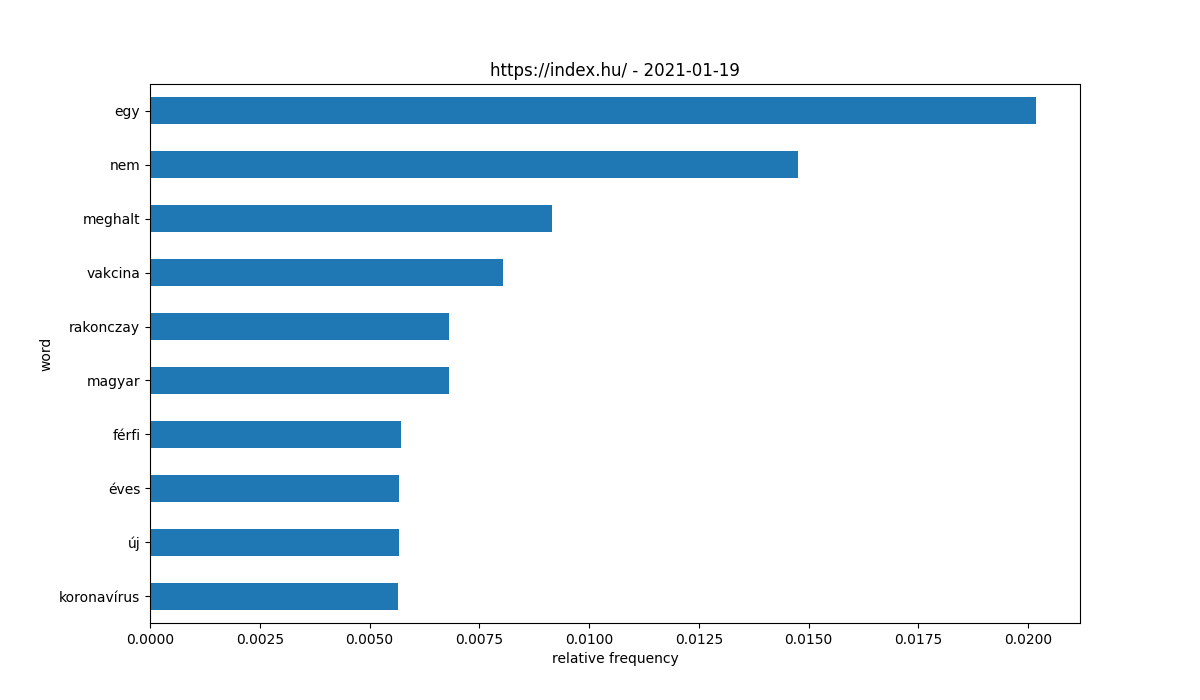 https://index.hu/ - 2021-01-19
egy
nem
meghalt
vakcina
rakonczay
magyar
férfi
éves
új
koronavírus
word
0.0000 0.0025 0.0050 0.0075 0.0100 0.0125 0.0150 0.0175 0.0200
relative frequency